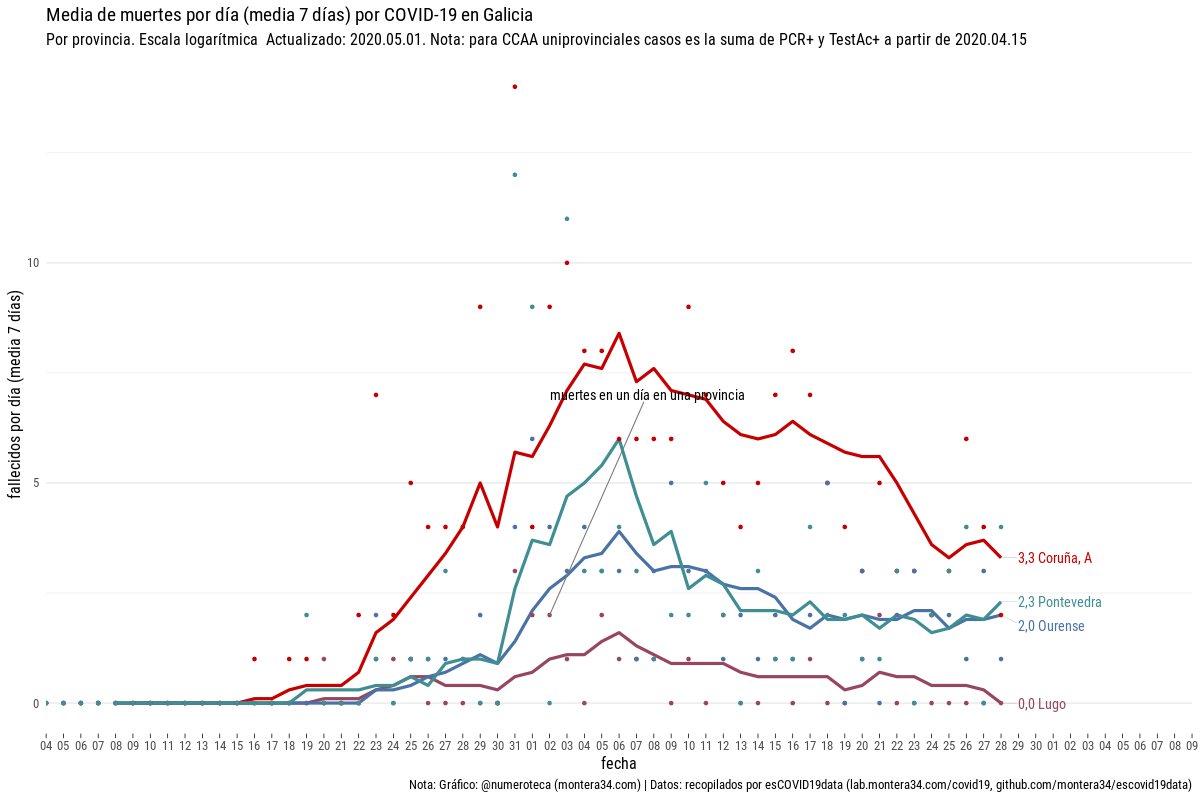 Media de muertes por día (media 7 días) por COVID-19 en Galicia
Por provincia. Escala logarítmica  Actualizado: 2020.05.01. Nota: para CCAA uniprovinciales casos es la suma de PCR+ y TestAc+ a partir de 2020.04.15
fallecidos por día (media 7 días)
10
5
0
muertes en un día en una provincia
3,3 Coruña, A
2,3 Pontevedra
2,0 Ourense
0,0 Lugo
04 05 06 07 08 09 10 11 12 13 14 15 16 17 18 19 20 21 22 23 24 25 26 27 28 29 30 31 01 02 03 04 05 06 07 08 09 10 11 12 13 14 15 16 17 18 19 20 21 22 23 24 25 26 27 28 29 30 01 02 03 04 05 06 07 08 09
fecha
Nota: Gráfico: @numeroteca (montera34.com) | Datos: recopilados por esCOVID19data (lab.montera34.com/covid19, github.com/montera34/escovid19data)